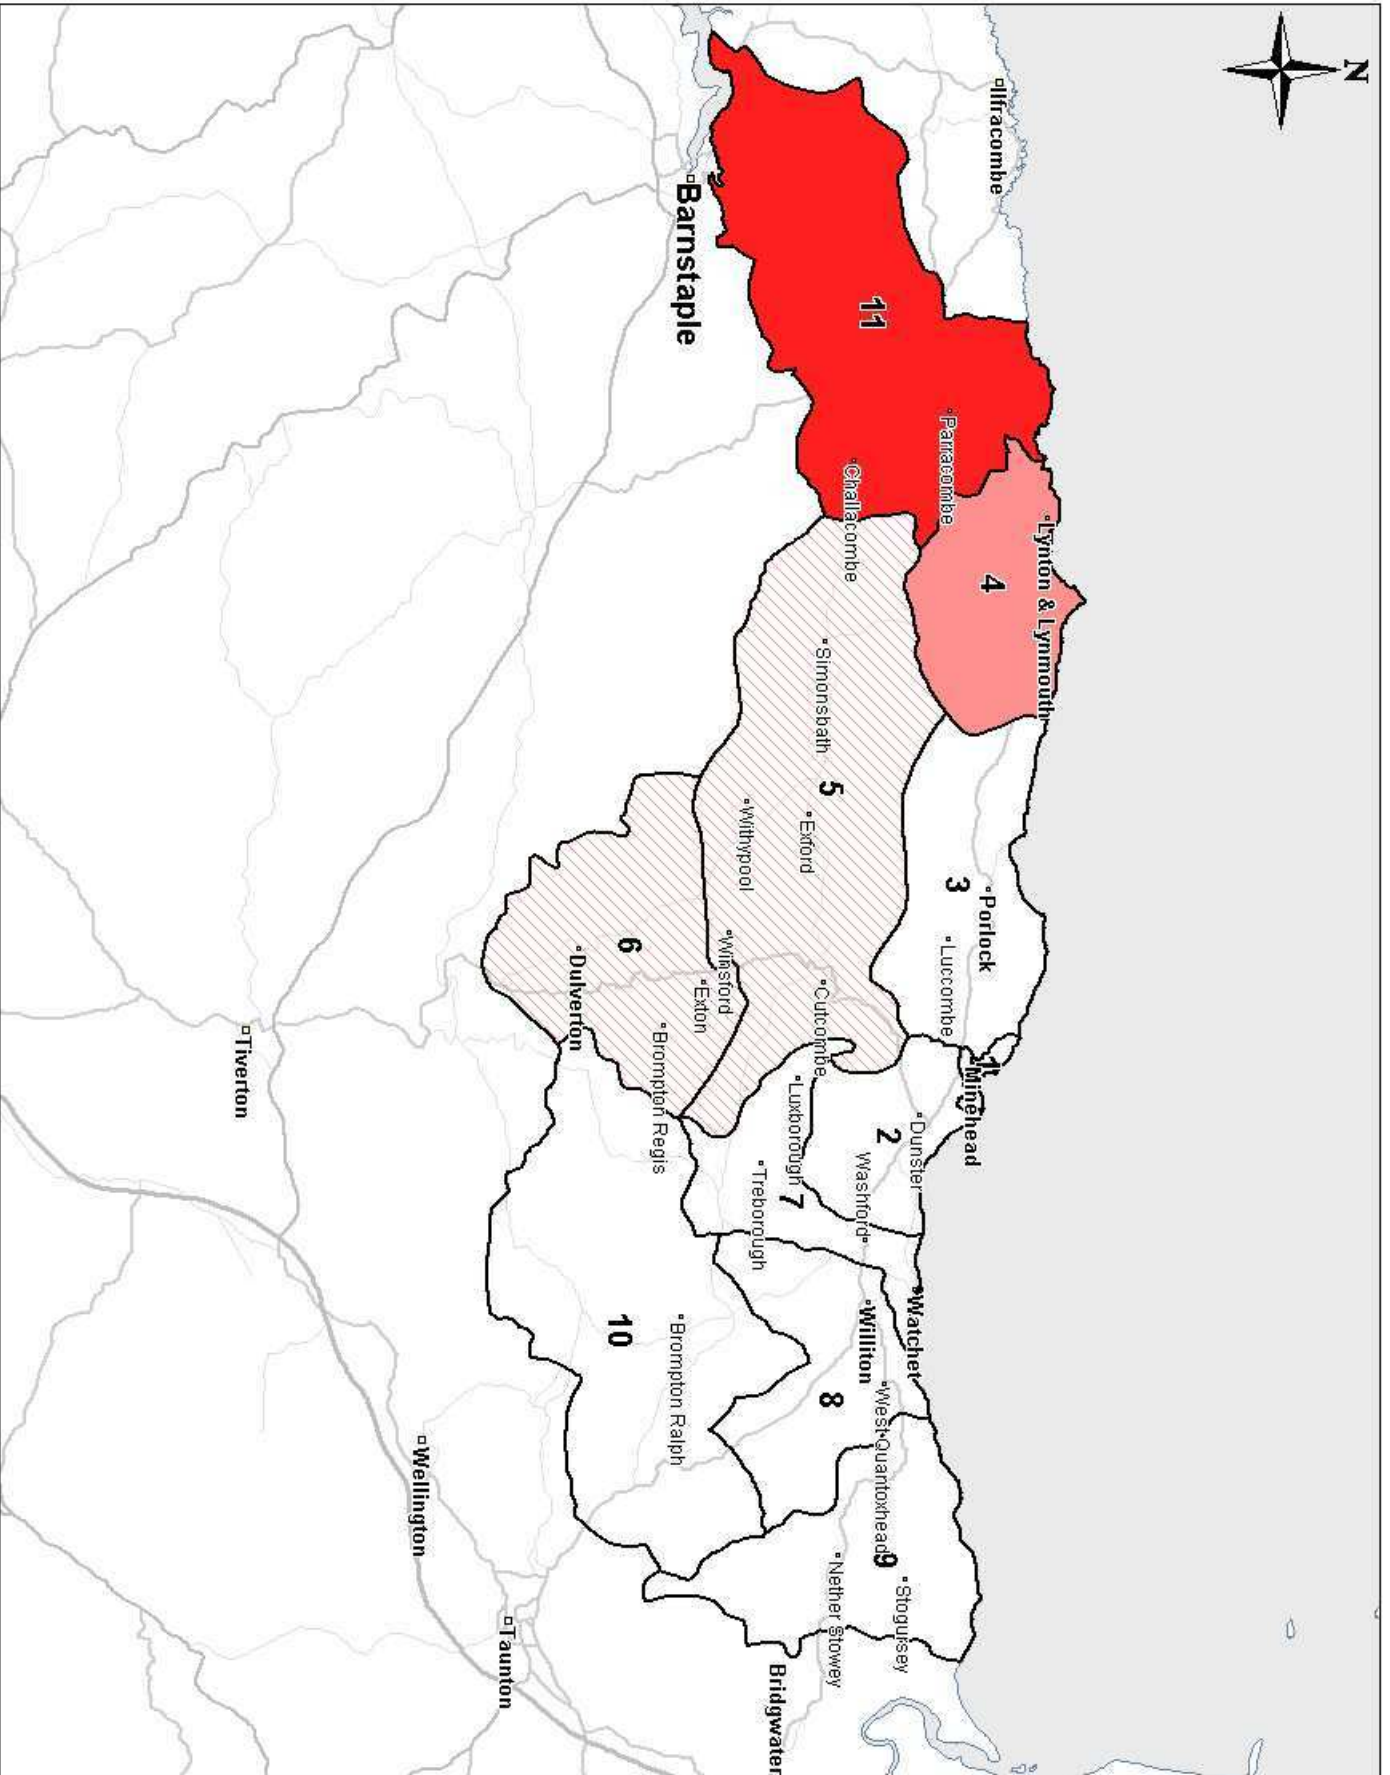 N
Ilfracombe
Lynton & Lynmouth
4
Parracombe
11
Challacombe
Barnstaple
Porlock
3
Luccombe
1
Minehead
Simonsbath
5
Exford
Withypool
Cutcombe
Dunster
2
Washford
Luxborough
7
Treborough
Winsford
Exton
6
Dulverton
Brompton Regis
Watchet
Williton
West Quantoxhead
8
9
Stogursey
Nether Stowey
Bridgwater
Brompton Ralph
10
Tiverton
Wellington
Taunton